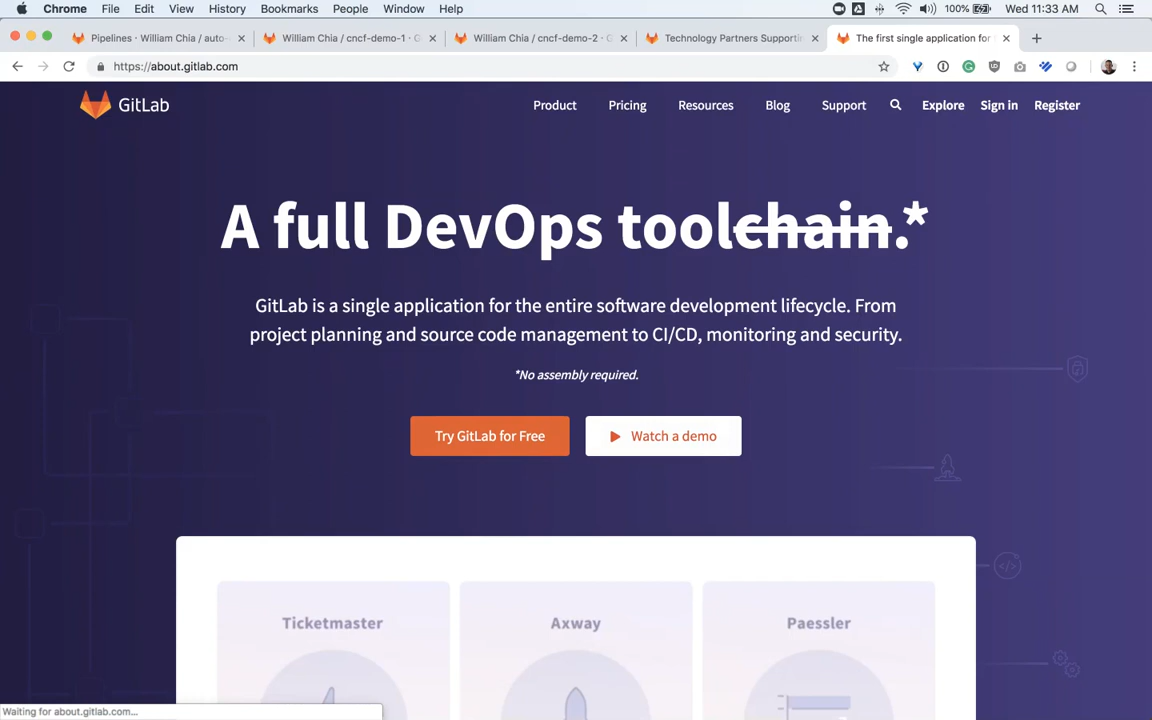 Chrome File Edit View History Bookmarks People Window Help 100% Wed 11:33 AM
Pipelines · William Chia / auto- William Chia / cncf-demo-1 · G William Chia / cncf-demo-2 · G Technology Partners Supporti The first single application for
https://about.gitlab.com
GitLab Product Pricing Resources Blog Support Explore Sign in Register
A full DevOps toolchain.*
GitLab is a single application for the entire software development lifecycle. From
project planning and source code management to CI/CD, monitoring and security.
*No assembly required.
Try GitLab for Free Watch a demo
Ticketmaster Axway Paessler
Waiting for about.gitlab.com...